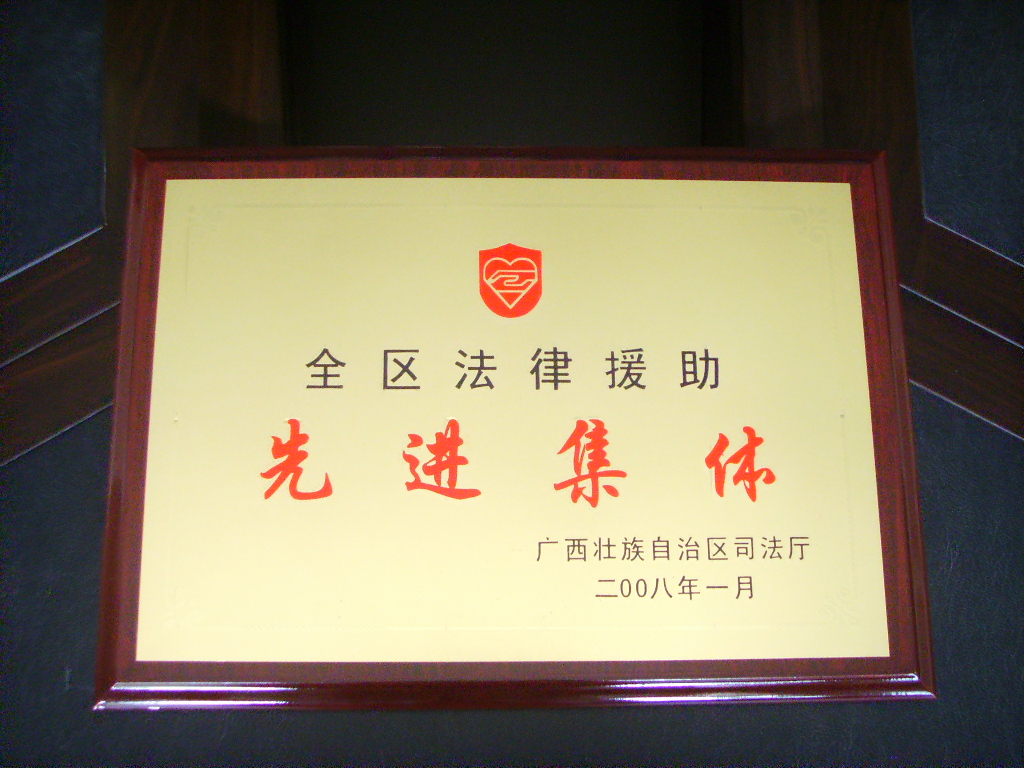 全区法律援助
先进集体
广西壮族自治区司法厅
二00八年一月